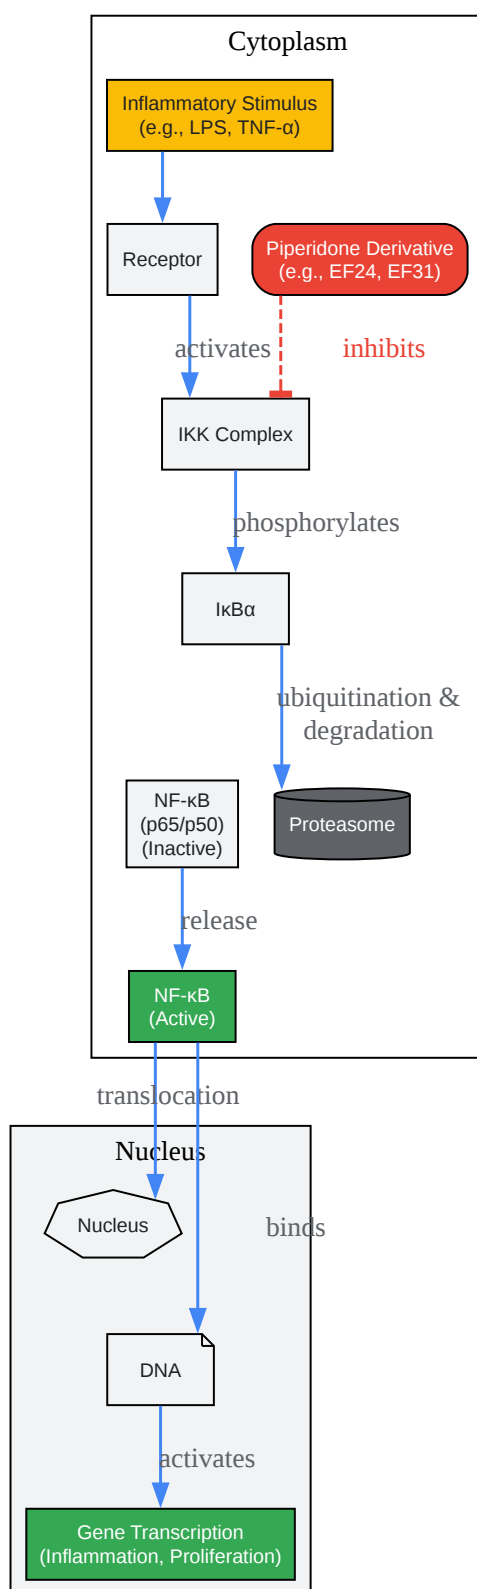 Cytoplasm
Inflammatory Stimulus
(e.g., LPS, TNF-α)
Receptor
Piperidone Derivative
(e.g., EF24, EF31)
activates
inhibits
IKK Complex
phosphorylates
IκBα
ubiquitination &
degradation
NF-κB
(p65/p50)
(Inactive)
Proteasome
release
NF-κB
(Active)
translocation
Nucleus
Nucleus
binds
DNA
activates
Gene Transcription
(Inflammation, Proliferation)